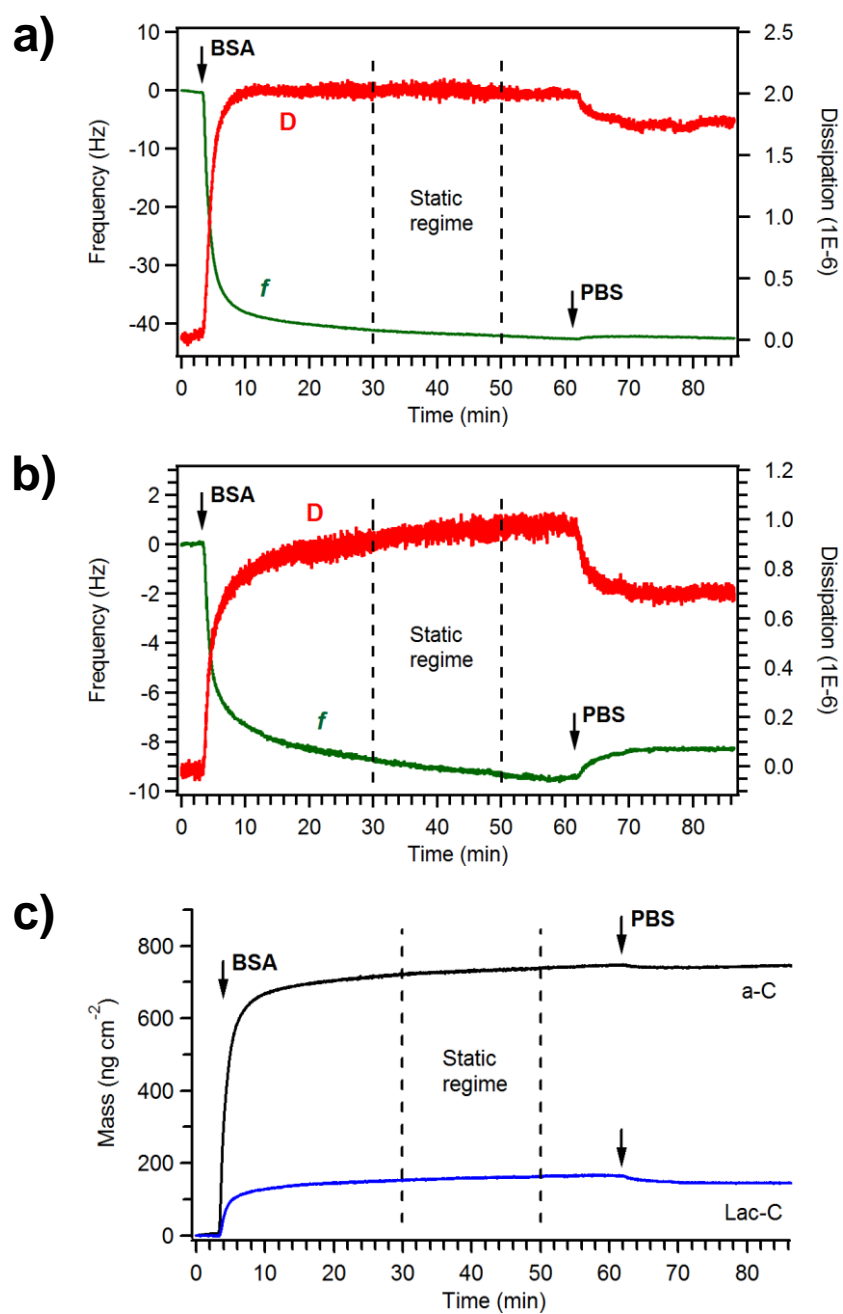 a)
10
0
-10
-20
-30
-40
Frequency (Hz)
BSA
D
f
Static
regime
PBS
2.5
2.0
1.5
1.0
0.5
0.0
Dissipation (1E-6)
0 10 20 30 40 50 60 70 80
Time (min)
b)
2
0
-2
-4
-6
-8
-10
Frequency (Hz)
BSA
D
f
Static
regime
PBS
1.2
1.0
0.8
0.6
0.4
0.2
0.0
Dissipation (1E-6)
0 10 20 30 40 50 60 70 80
Time (min)
c)
800
600
400
200
0
Mass (ng cm⁻²)
BSA
PBS
a-C
Static
regime
Lac-C
0 10 20 30 40 50 60 70 80
Time (min)